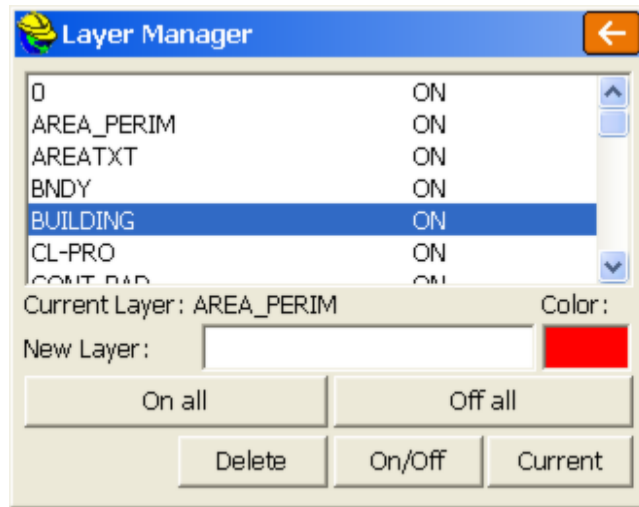 Layer Manager
0 ON
AREA_PERIM ON
AREATXT ON
BNDY ON
BUILDING ON
CL-PRO ON
Current Layer: AREA_PERIM Color:
New Layer:
On all Off all
Delete On/Off Current